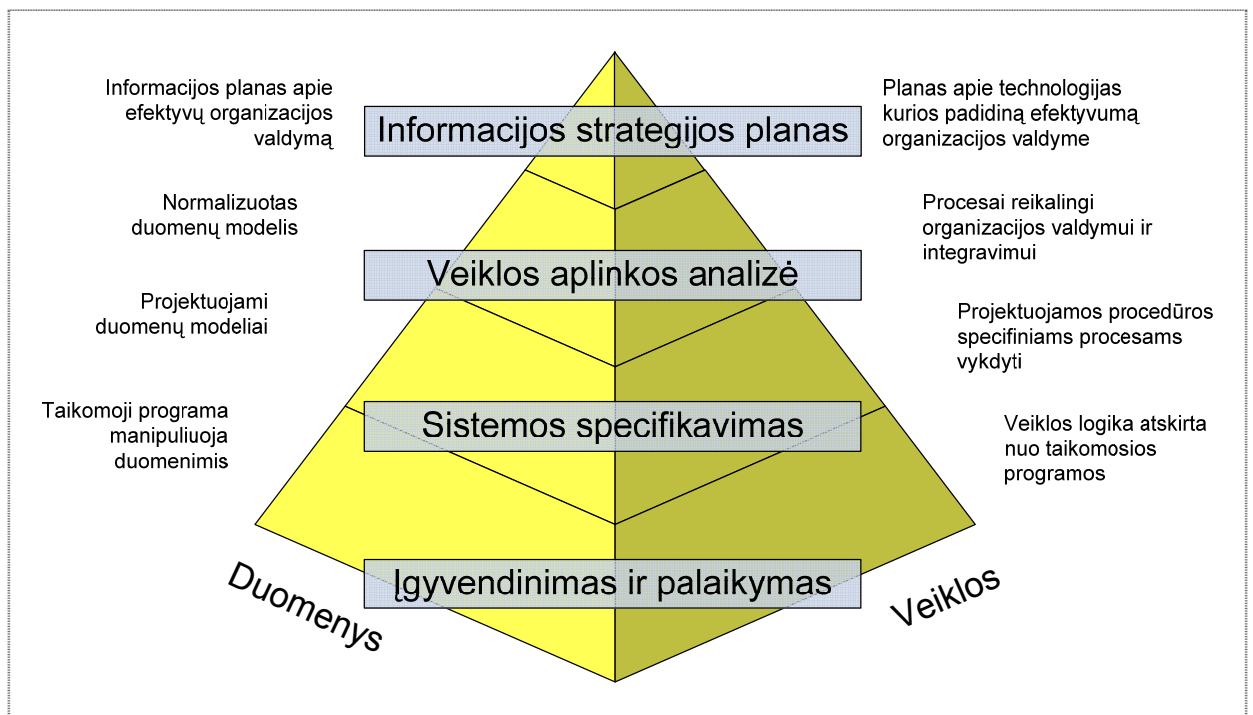 Informacijos planas apie
efektyvų organizacijos
valdymą
Informacijos strategijos planas
Planas apie technologijas
kurios padidiną efektyvumą
organizacijos valdyme
Normalizuotas
duomenų modelis
Procesai reikalingi
organizacijos valdymui ir
integravimui
Veiklos aplinkos analizė
Projektuojami
duomenų modeliai
Projektuojamos procedūros
specifiniams procesams
vykdyti
Taikomoji programa
manipuliuoja
duomenimis
Sistemos specifikavimas
Veiklos logika atskirta
nuo taikomosios
programos
Įgyvendinimas ir palaikymas
Duomenys
Veiklos